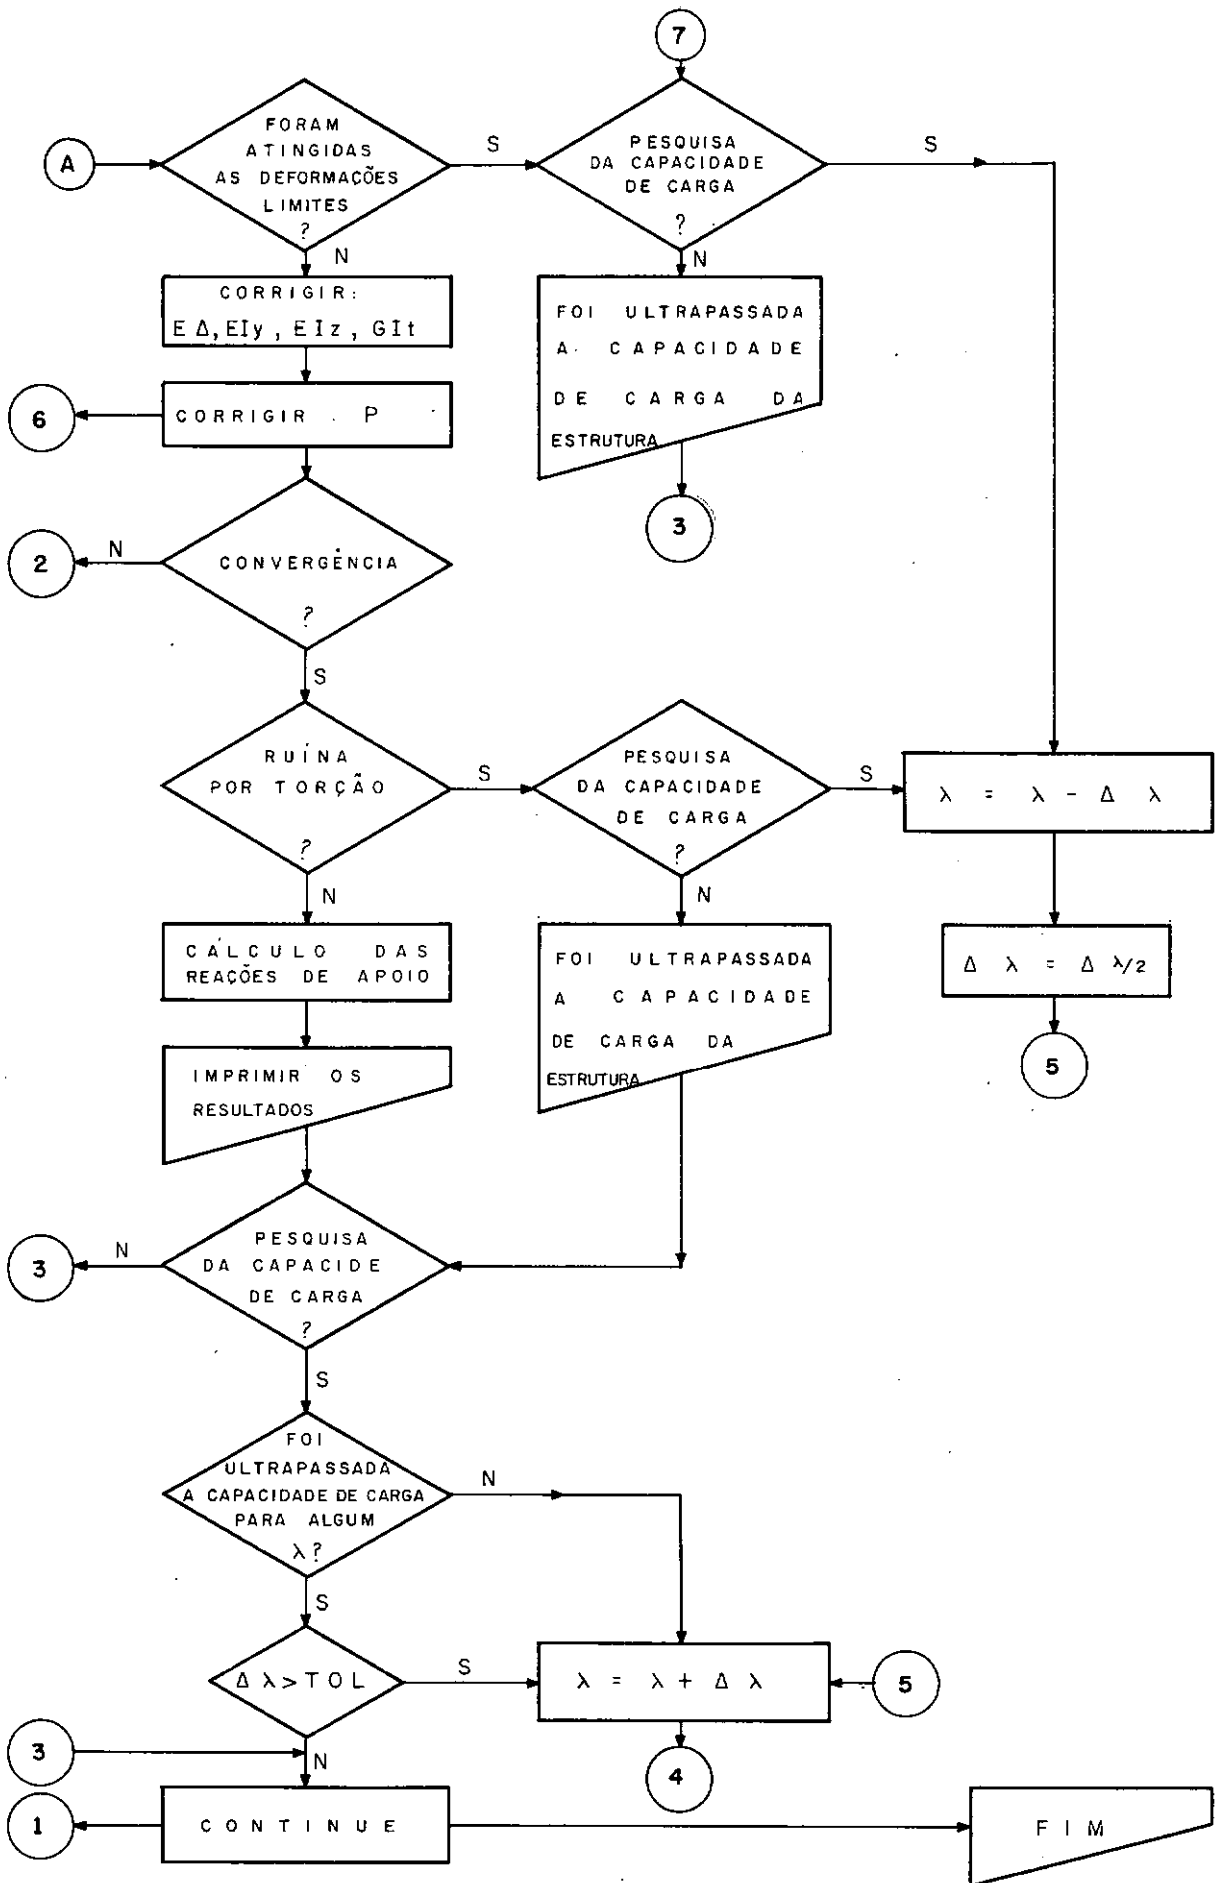 7
A
FORAM
ATINGIDAS
AS DEFORMAÇÕES
LIMITES
?
S
PESQUISA
DA CAPACIDADE
DE CARGA
?
S
N
CORRIGIR:
EΔ, EIy, EIz, GIt
N
FOI ULTRAPASSADA
A CAPACIDADE
DE CARGA DA
ESTRUTURA
6
CORRIGIR P
3
2
N
CONVERGÊNCIA
?
S
RUÍNA
POR TORÇÃO
?
S
PESQUISA
DA CAPACIDADE
DE CARGA
?
S
λ = λ - Δ λ
N
N
CÁLCULO DAS
REAÇÕES DE APOIO
FOI ULTRAPASSADA
A CAPACIDADE
DE CARGA DA
ESTRUTURA
Δ λ = Δ λ/2
5
IMPRIMIR OS
RESULTADOS
3
N
PESQUISA
DA CAPACIDE
DE CARGA
?
S
FOI
ULTRAPASSADA
A CAPACIDADE DE CARGA
PARA ALGUM
λ?
N
S
Δ λ > TOL
S
λ = λ + Δ λ
5
3
N
4
1
CONTINUE
FIM